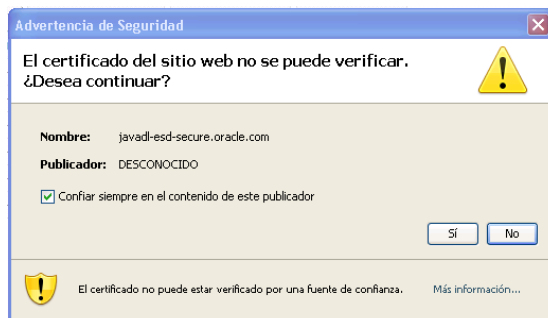 Advertencia de Seguridad
El certificado del sitio web no se puede verificar.
¿Desea continuar?
Nombre: javadl-esd-secure.oracle.com
Publicador: DESCONOCIDO
Confiar siempre en el contenido de este publicador
Sí No
El certificado no puede estar verificado por una fuente de confianza. Más información...